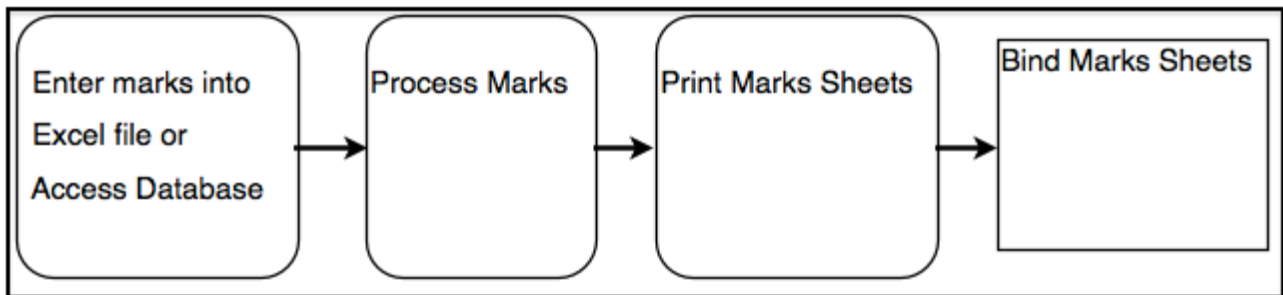 Enter marks into
Excel file or
Access Database
Process Marks
Print Marks Sheets
Bind Marks Sheets